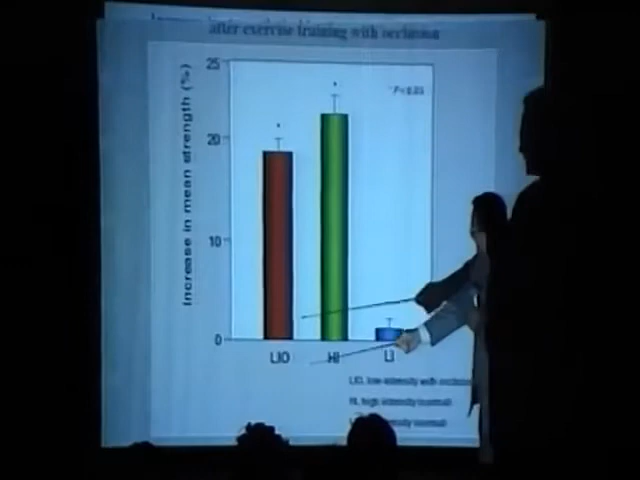 after exercise training with occlusion
Increase in mean strength (%)
25
20
10
0
*P<0.05
LIO
HI
LI
LIO, low-intensity with
HI, high intensity (normal)
(normal)